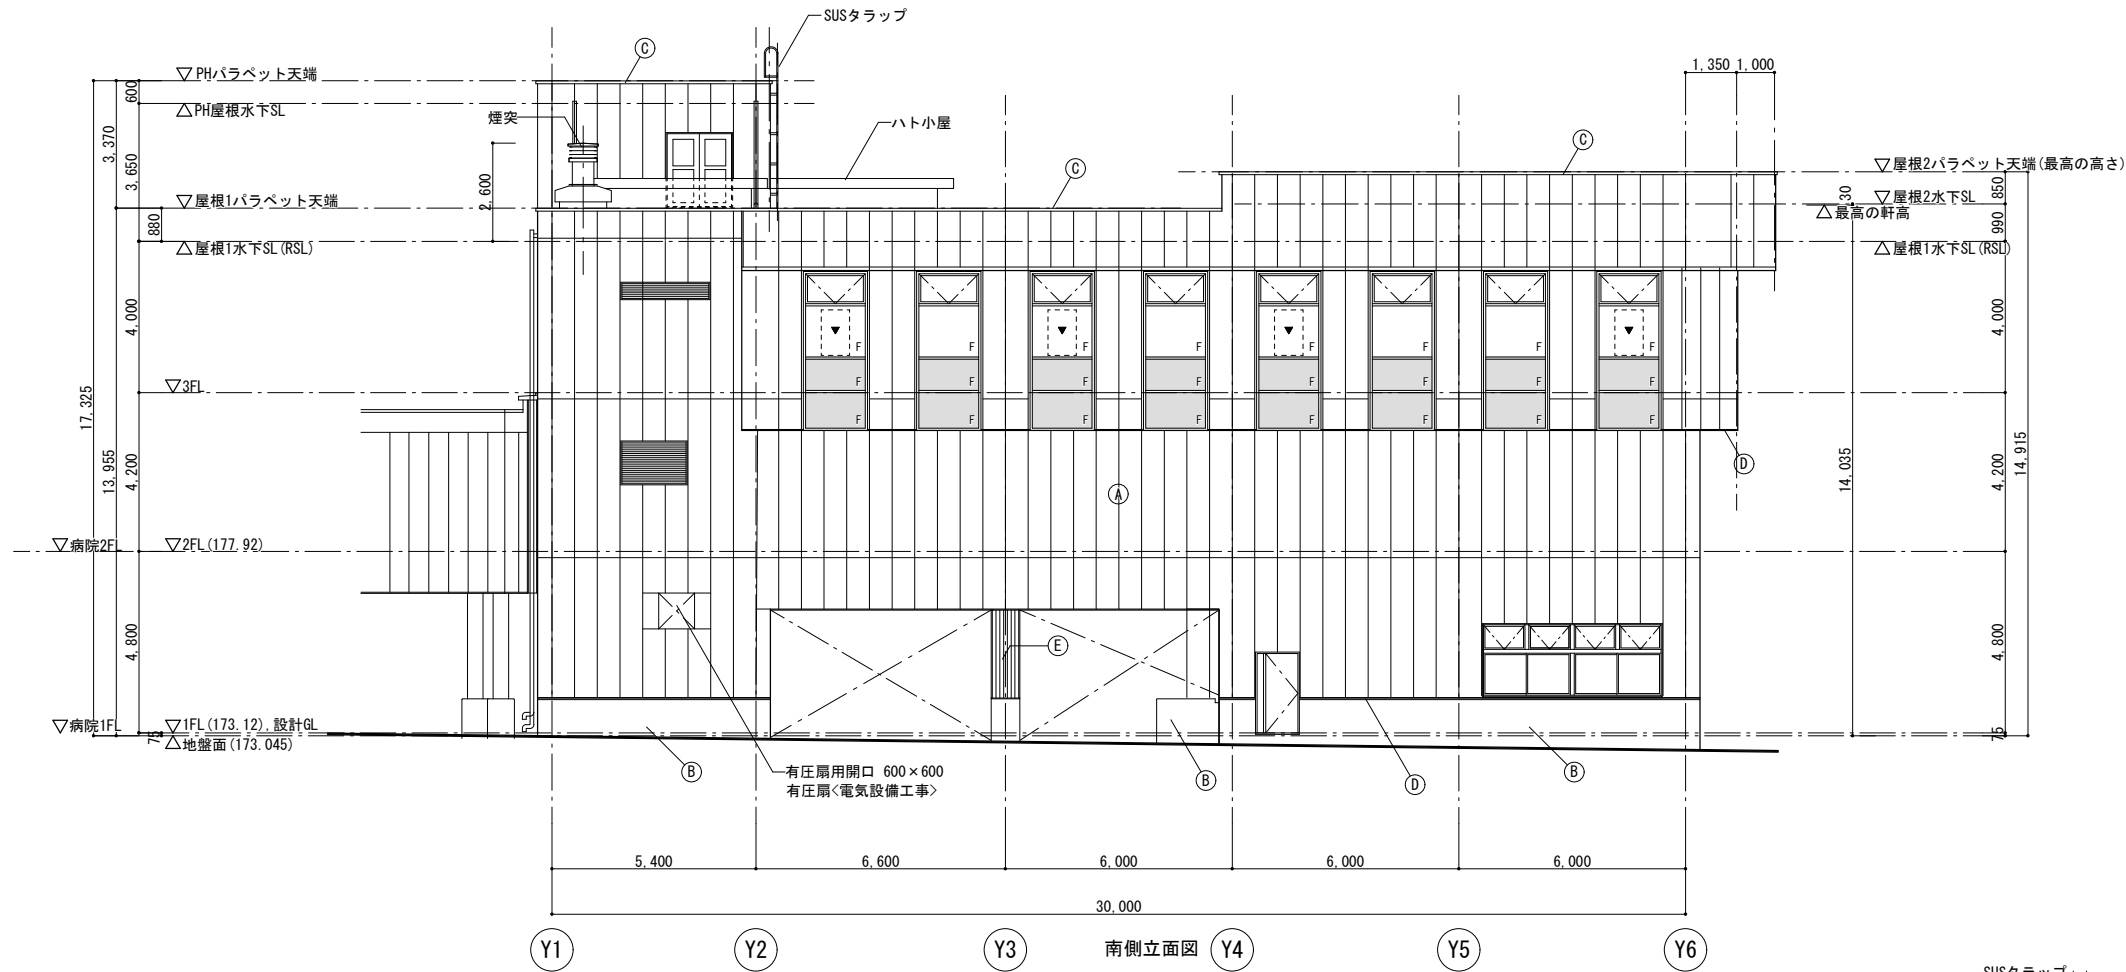 SUSタラップ
C
1,350
1,000
▽PHパラペット天端
△PH屋根水下SL
600
3,370
3,650
煙突
ハト小屋
C
C
2,600
▽屋根1パラペット天端
880
△屋根1水下SL(RSL)
▽屋根2パラペット天端(最高の高さ)
▽屋根2水下SL
△最高の軒高
△屋根1水下SL(RSL)
30
850
990
4,000
4,000
F F F F F F F F
F F F F F F F F
F F F F F F F F
▽3FL
17,325
13,955
4,200
D
A
14,035
4,200
14,915
▽病院2FL
▽2FL(177.92)
4,800
4,800
E
▽病院1FL
▽1FL(173.12),設計GL
75
△地盤面(173.045)
75
B
有圧扇用開口 600×600
有圧扇<電気設備工事>
B
D
B
5,400
6,600
6,000
6,000
6,000
30,000
Y1
Y2
Y3
南側立面図
Y4
Y5
Y6